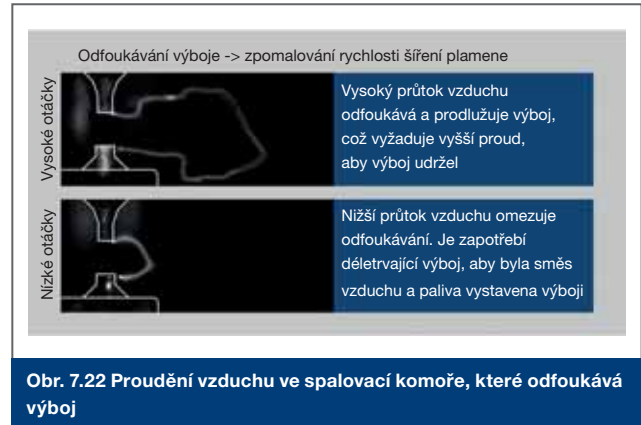 Odfoukávání výboje -> zpomalování rychlosti šíření plamene
Vysoké otáčky
Vysoký průtok vzduchu
odfoukává a prodlužuje výboj,
což vyžaduje vyšší proud,
aby výboj udržel
Nízké otáčky
Nižší průtok vzduchu omezuje
odfoukávání. Je zapotřebí
déletrvající výboj, aby byla směs
vzduchu a paliva vystavena výboji
Obr. 7.22 Proudění vzduchu ve spalovací komoře, které odfoukává
výboj